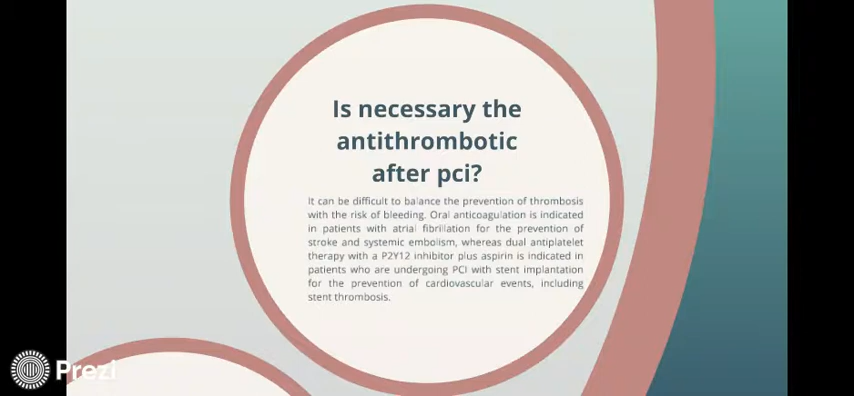 Is necessary the
antithrombotic
after pci?
It can be difficult to balance the prevention of thrombosis
with the risk of bleeding. Oral anticoagulation is indicated
in patients with atrial fibrillation for the prevention of
stroke and systemic embolism, whereas dual antiplatelet
therapy with a P2Y12 inhibitor plus aspirin is indicated in
patients who are undergoing PCI with stent implantation
for the prevention of cardiovascular events, including
stent thrombosis.
Prezi